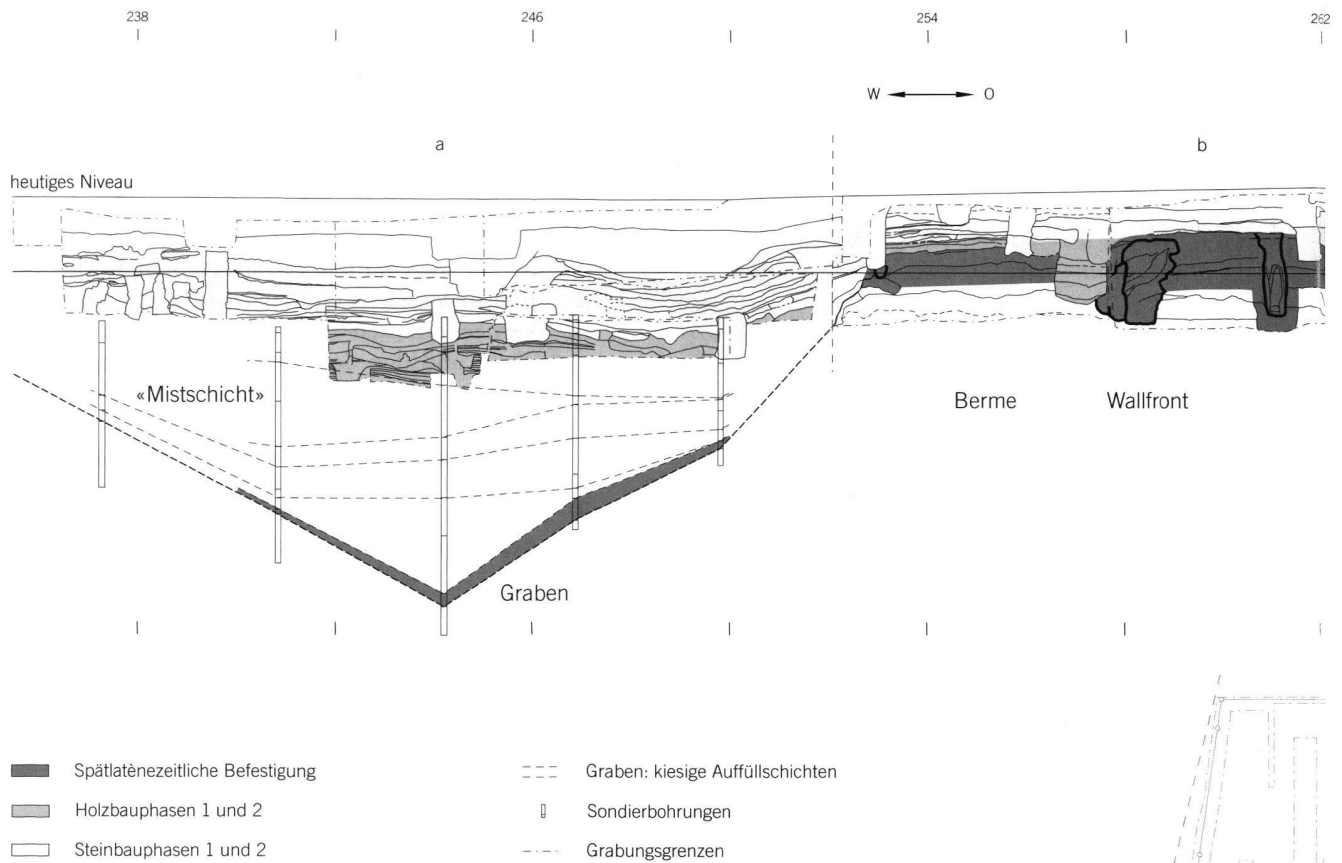 238 246 254 262
W O
a b
heutiges Niveau
«Mistschicht» Berme Wallfront
Graben
Spätlatènezeitliche Befestigung Graben: kiesige Auffüllschichten
Holzbauphasen 1 und 2 Sondierbohrungen
Steinbauphasen 1 und 2 Grabungsgrenzen